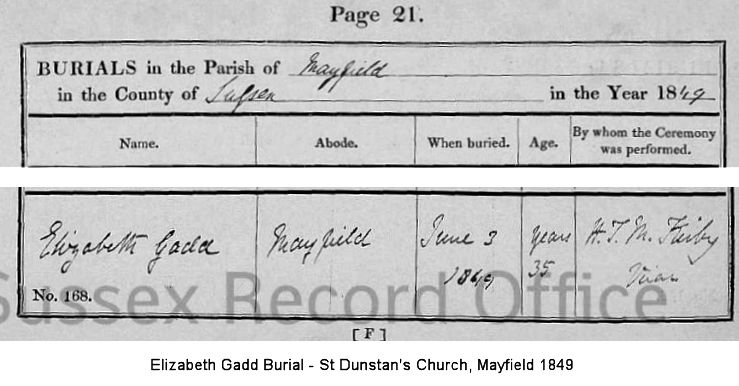 Page 21.
BURIALS in the Parish of Mayfield
in the County of Sussex in the Year 1849
Name. Abode. When buried. Age. By whom the Ceremony was performed.
Elizabeth Gadd Mayfield June 3 years H. T. M. Kirby
1849 35 Vicar
No. 168.
Sussex Record Office
[ F ]
Elizabeth Gadd Burial - St Dunstan's Church, Mayfield 1849